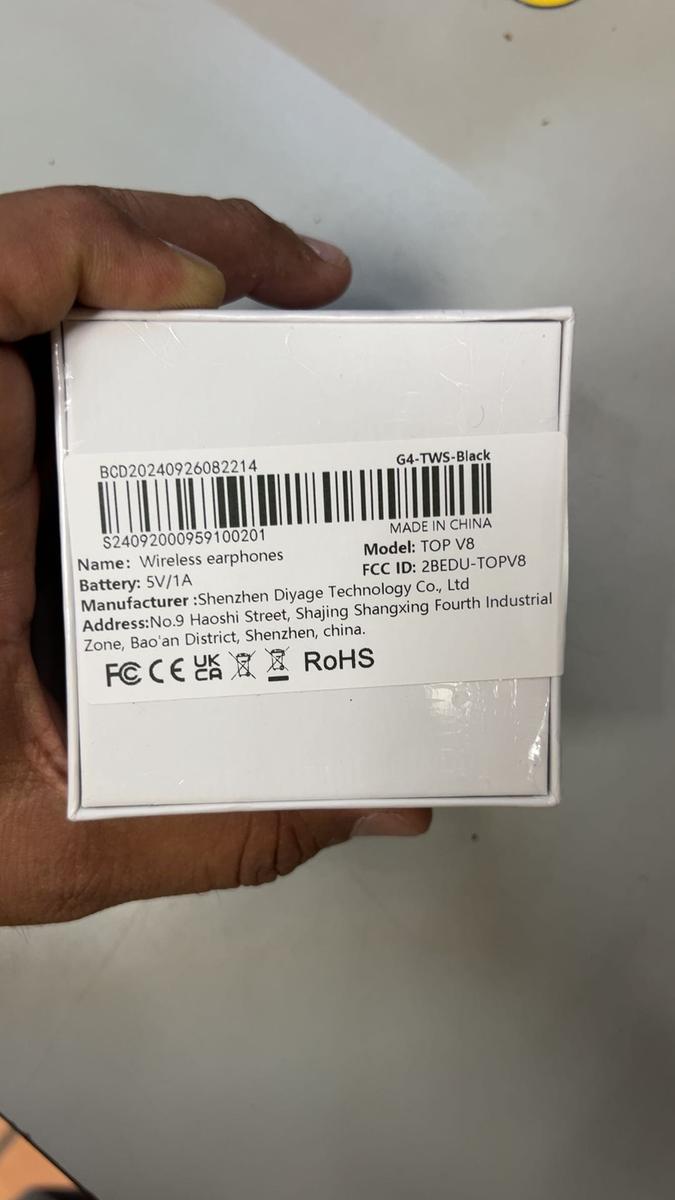 BCD20240926082214
G4-TWS-Black
S24092000959100201
MADE IN CHINA
Name: Wireless earphones
Model: TOP V8
Battery: 5V/1A
FCC ID: 2BEDU-TOPV8
Manufacturer :Shenzhen Diyage Technology Co., Ltd
Address:No.9 Haoshi Street, Shajing Shangxing Fourth Industrial
Zone, Bao'an District, Shenzhen, china.
FC CE UK CA RoHS